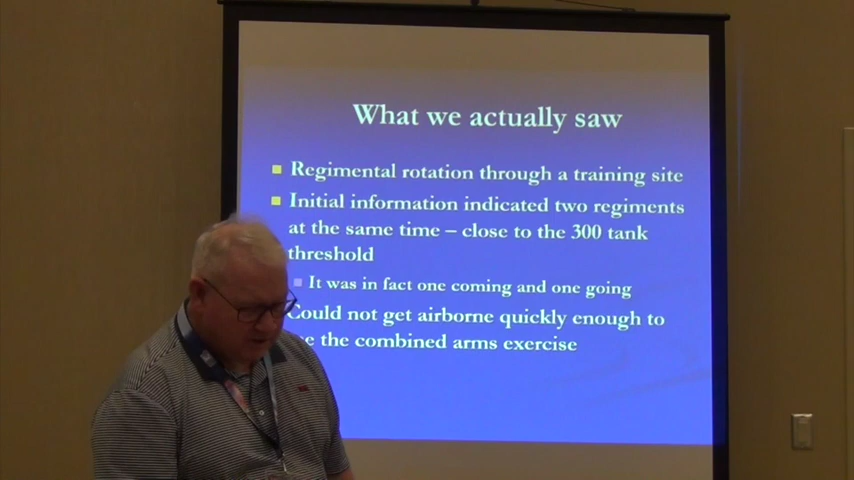 What we actually saw
Regimental rotation through a training site
Initial information indicated two regiments
at the same time – close to the 300 tank
threshold
It was in fact one coming and one going
Could not get airborne quickly enough to
the combined arms exercise